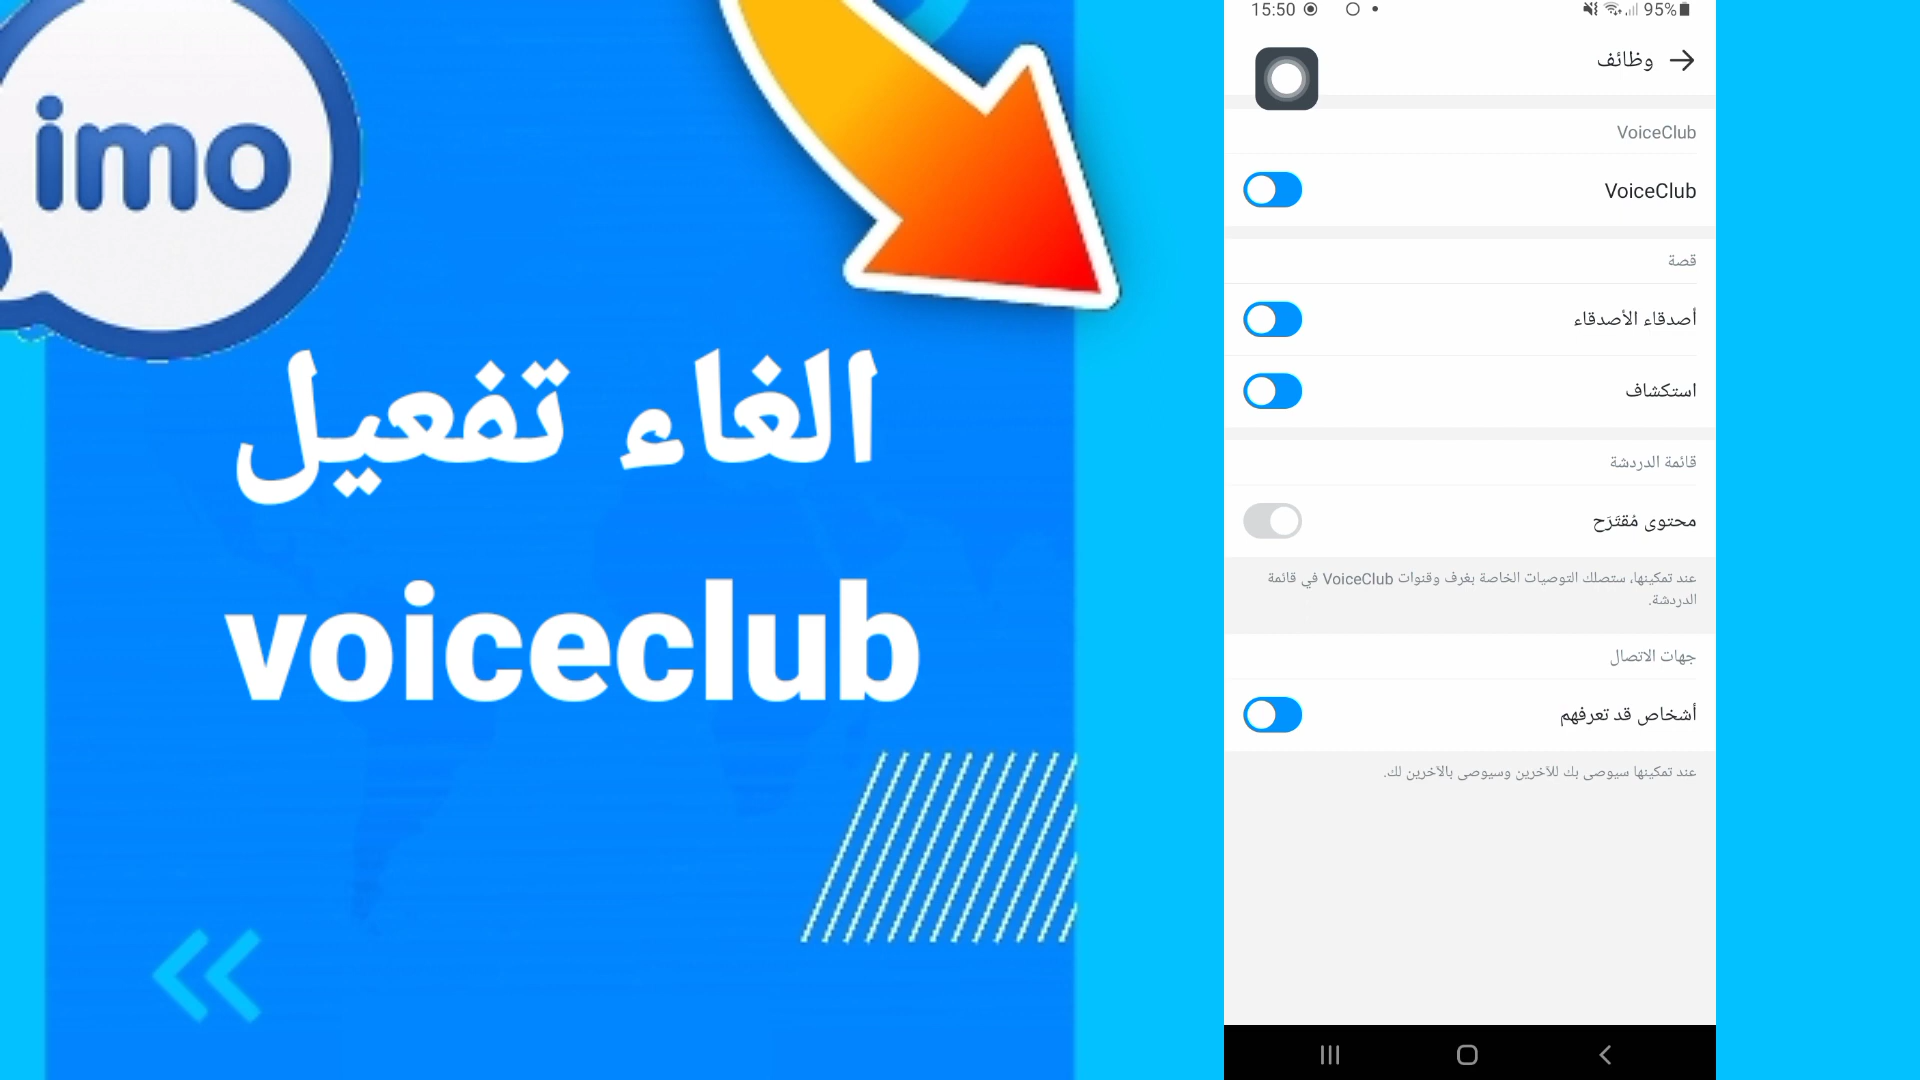 imo
الغاء تفعيل
voiceclub
15:50
95%
وظائف
VoiceClub
VoiceClub
قصة
أصدقاء الأصدقاء
استكشاف
قائمة الدردشة
محتوى مُقتَرَح
عند تمكينها، ستصلك التوصيات الخاصة بغرف وقنوات VoiceClub في قائمة
الدردشة.
جهات الاتصال
أشخاص قد تعرفهم
عند تمكينها سيوصى بك للآخرين وسيوصى بالآخرين لك.